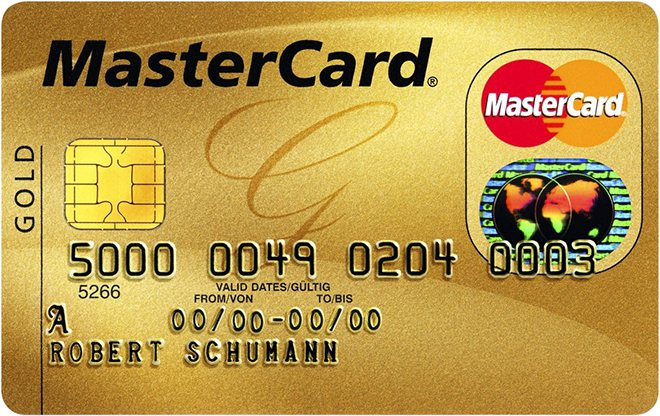 MasterCard®
MasterCard
GOLD
G
5000 0049 0204 0003
5266
VALID DATES/GÜLTIG
FROM/VON TO/BIS
A 00/00-00/00
ROBERT SCHUMANN